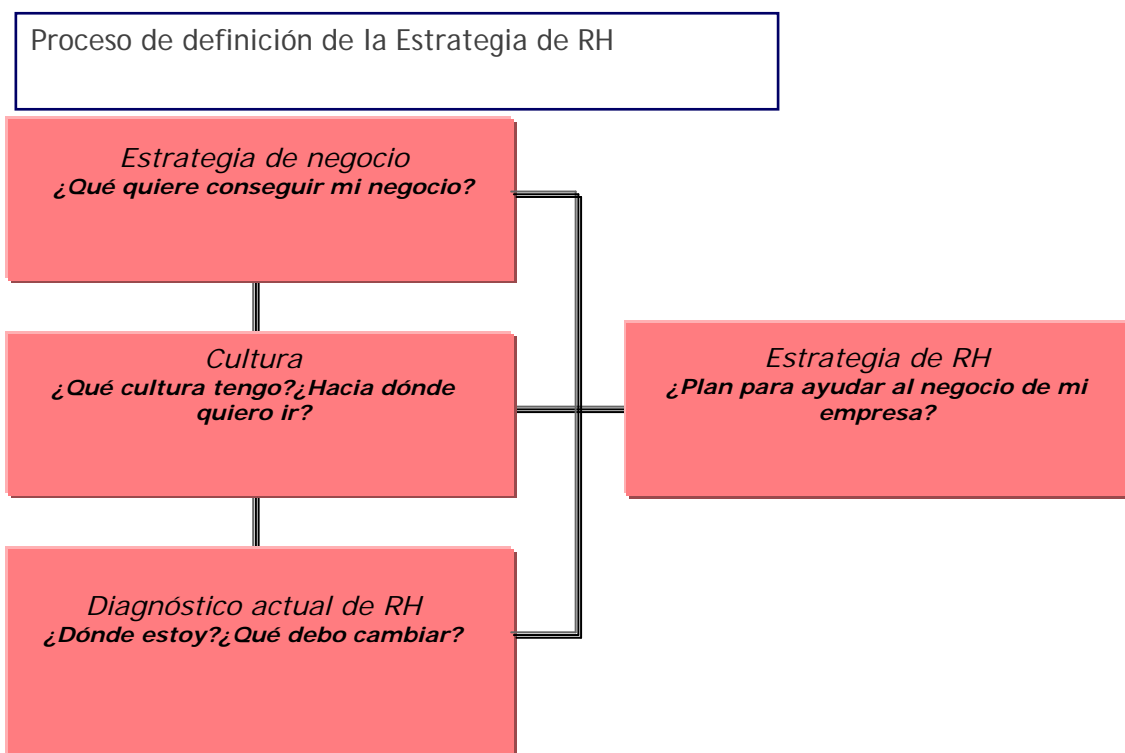 Proceso de definición de la Estrategia de RH
Estrategia de negocio
¿Qué quiere conseguir mi negocio?
Cultura
¿Qué cultura tengo?¿Hacia dónde
quiero ir?
Estrategia de RH
¿Plan para ayudar al negocio de mi
empresa?
Diagnóstico actual de RH
¿Dónde estoy?¿Qué debo cambiar?